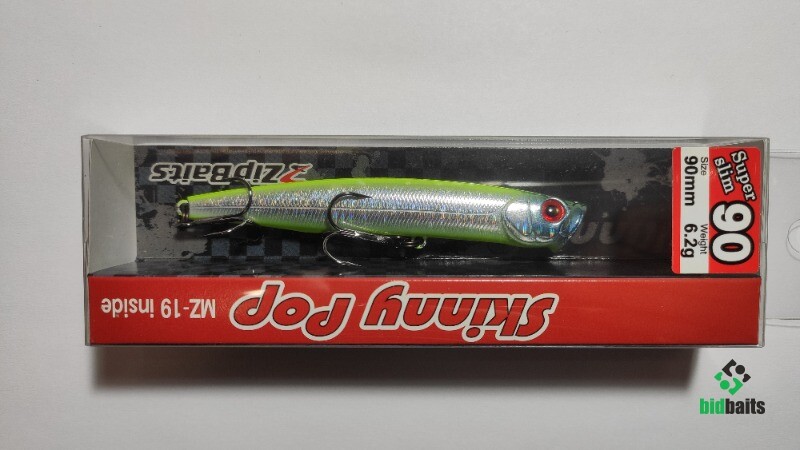 ZipBaits
Skinny Pop
MZ-19 inside
Super
slim
90
Size
90mm
Weight
6.2g
bidbaits